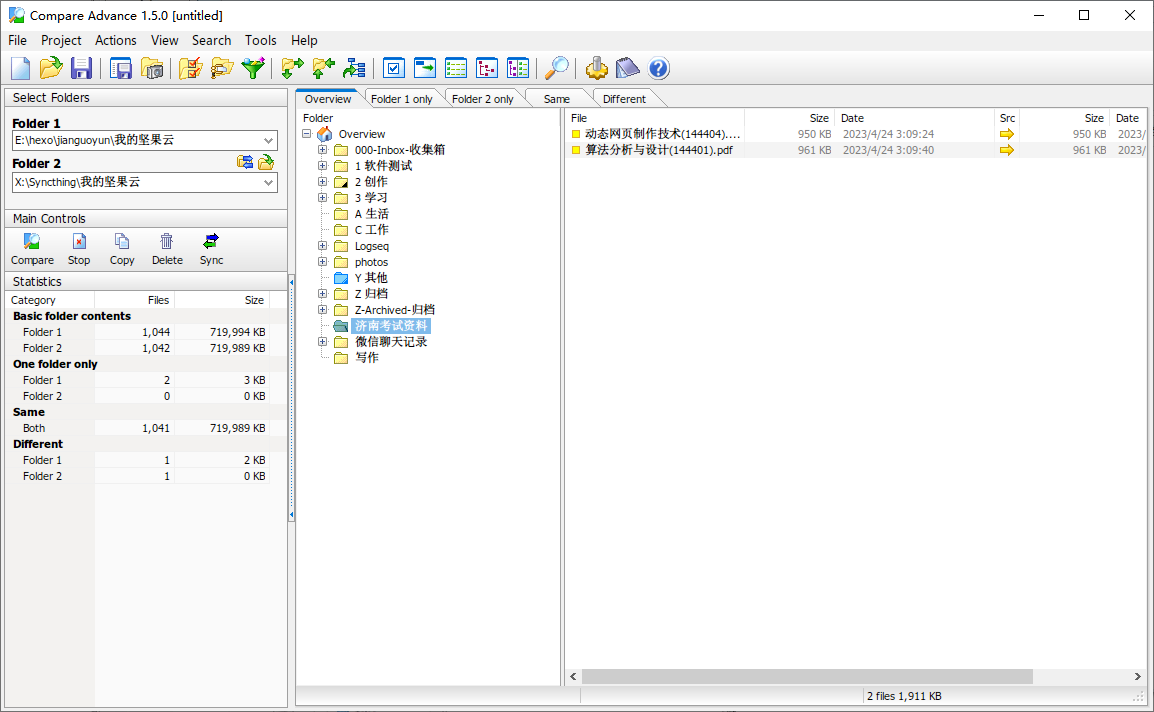 Compare Advance 1.5.0 [untitled]
File Project Actions View Search Tools Help
Select Folders
Folder 1
E:\hexo\jianguoyun\我的坚果云
Folder 2
X:\Syncthing\我的坚果云
Main Controls
Compare Stop Copy Delete Sync
Statistics
Category Files Size
Basic folder contents
Folder 1 1,044 719,994 KB
Folder 2 1,042 719,989 KB
One folder only
Folder 1 2 3 KB
Folder 2 0 0 KB
Same
Both 1,041 719,989 KB
Different
Folder 1 1 2 KB
Folder 2 1 0 KB
Overview Folder 1 only Folder 2 only Same Different
Folder
Overview
000-Inbox-收集箱
1 软件测试
2 创作
3 学习
A 生活
C 工作
Logseq
photos
Y 其他
Z 归档
Z-Archived-归档
济南考试资料
微信聊天记录
写作
File Size Date Src Size Date
动态网页制作技术(144404).... 950 KB 2023/4/24 3:09:24 950 KB 2023/
算法分析与设计(144401).pdf 961 KB 2023/4/24 3:09:40 961 KB 2023/
2 files 1,911 KB